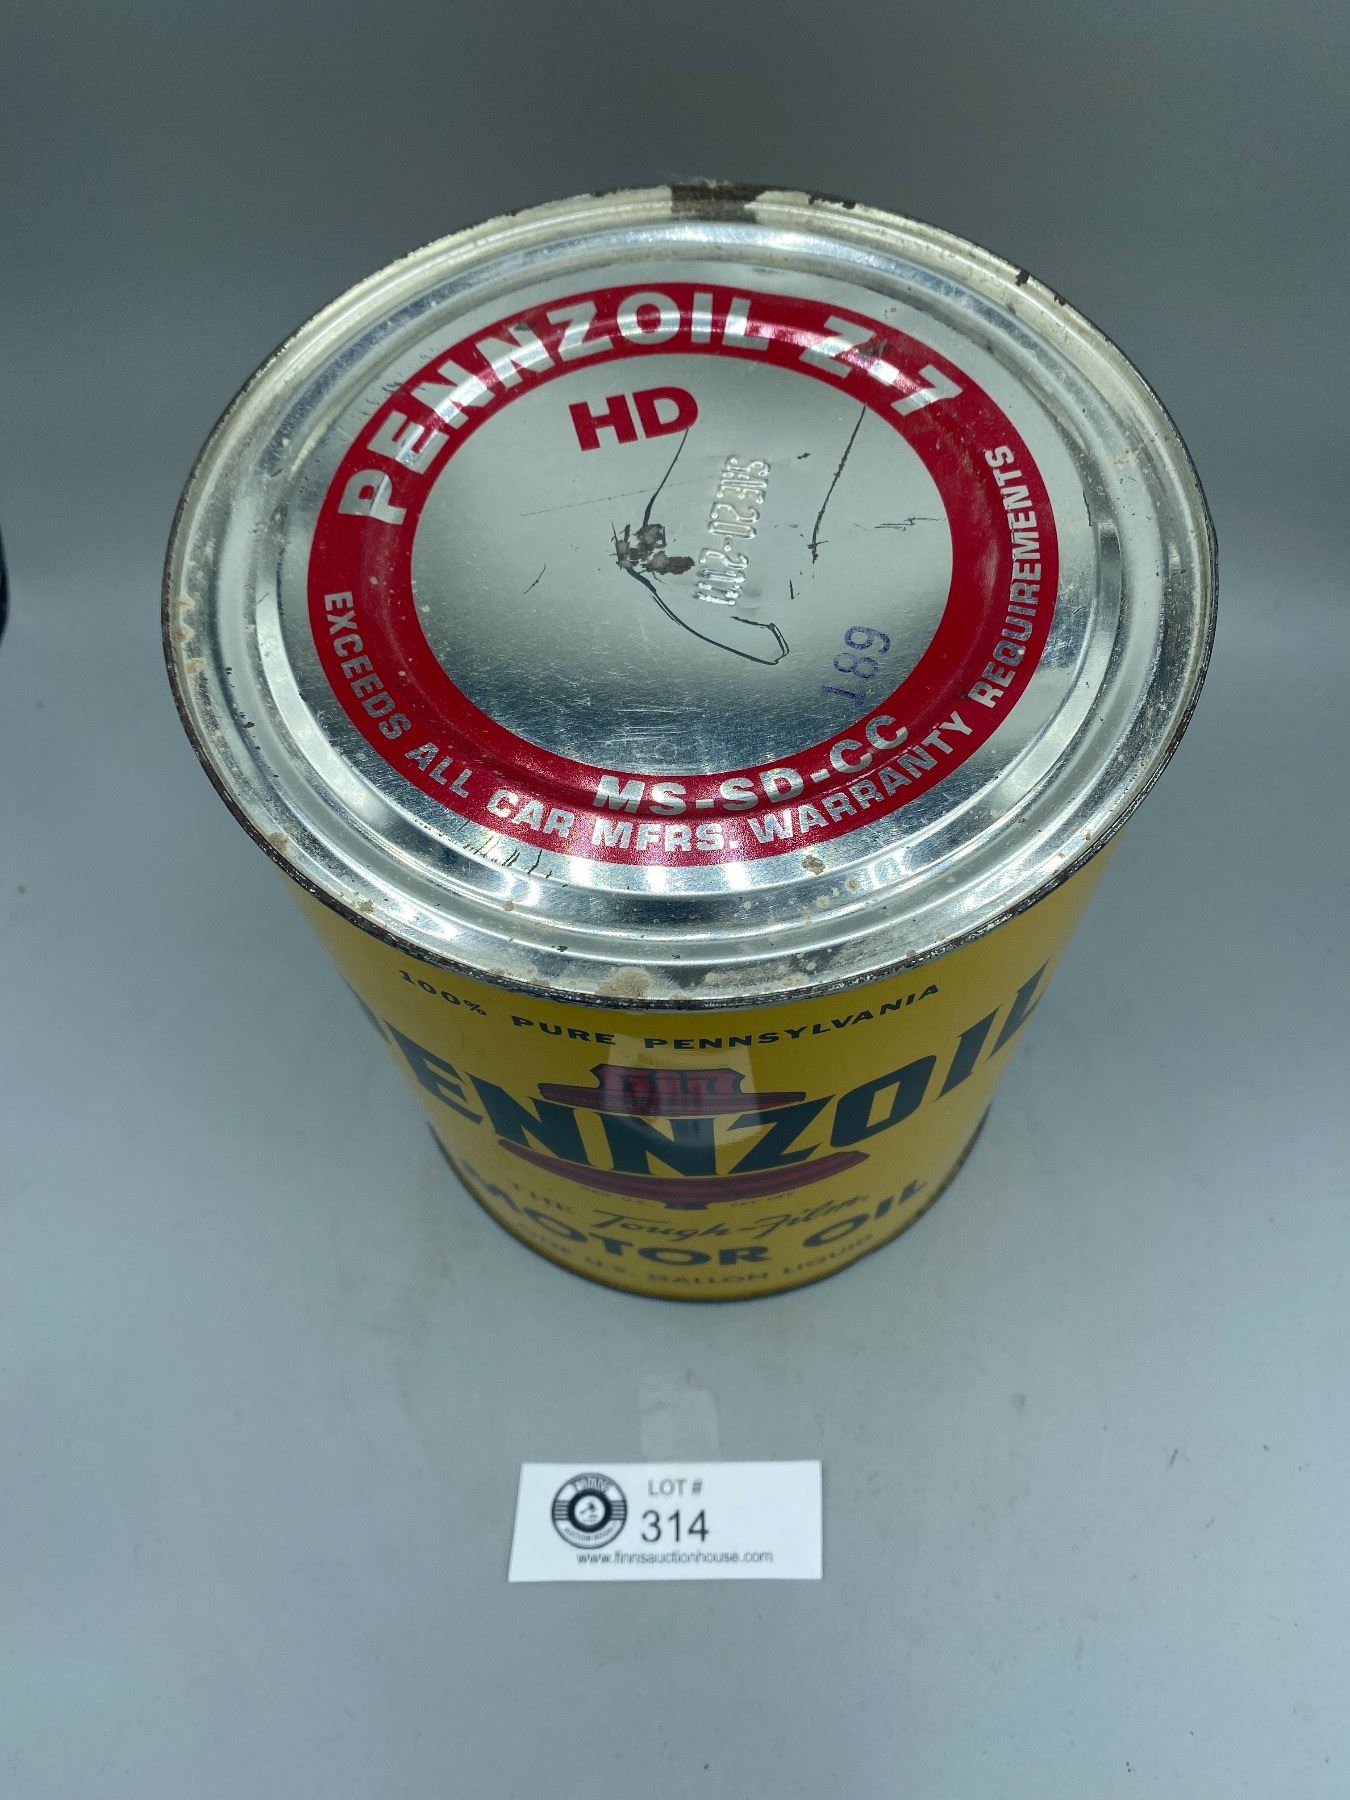 PENNZOIL Z-7
HD
189
MS-SD-CC
EXCEEDS ALL CAR MFRS. WARRANTY REQUIREMENTS
100% PURE PENNSYLVANIA
PENNZOIL
THE Tough-Film
MOTOR OIL
U.S. GALLON LIQUID
LOT #
314
www.finnsauctionhouse.com